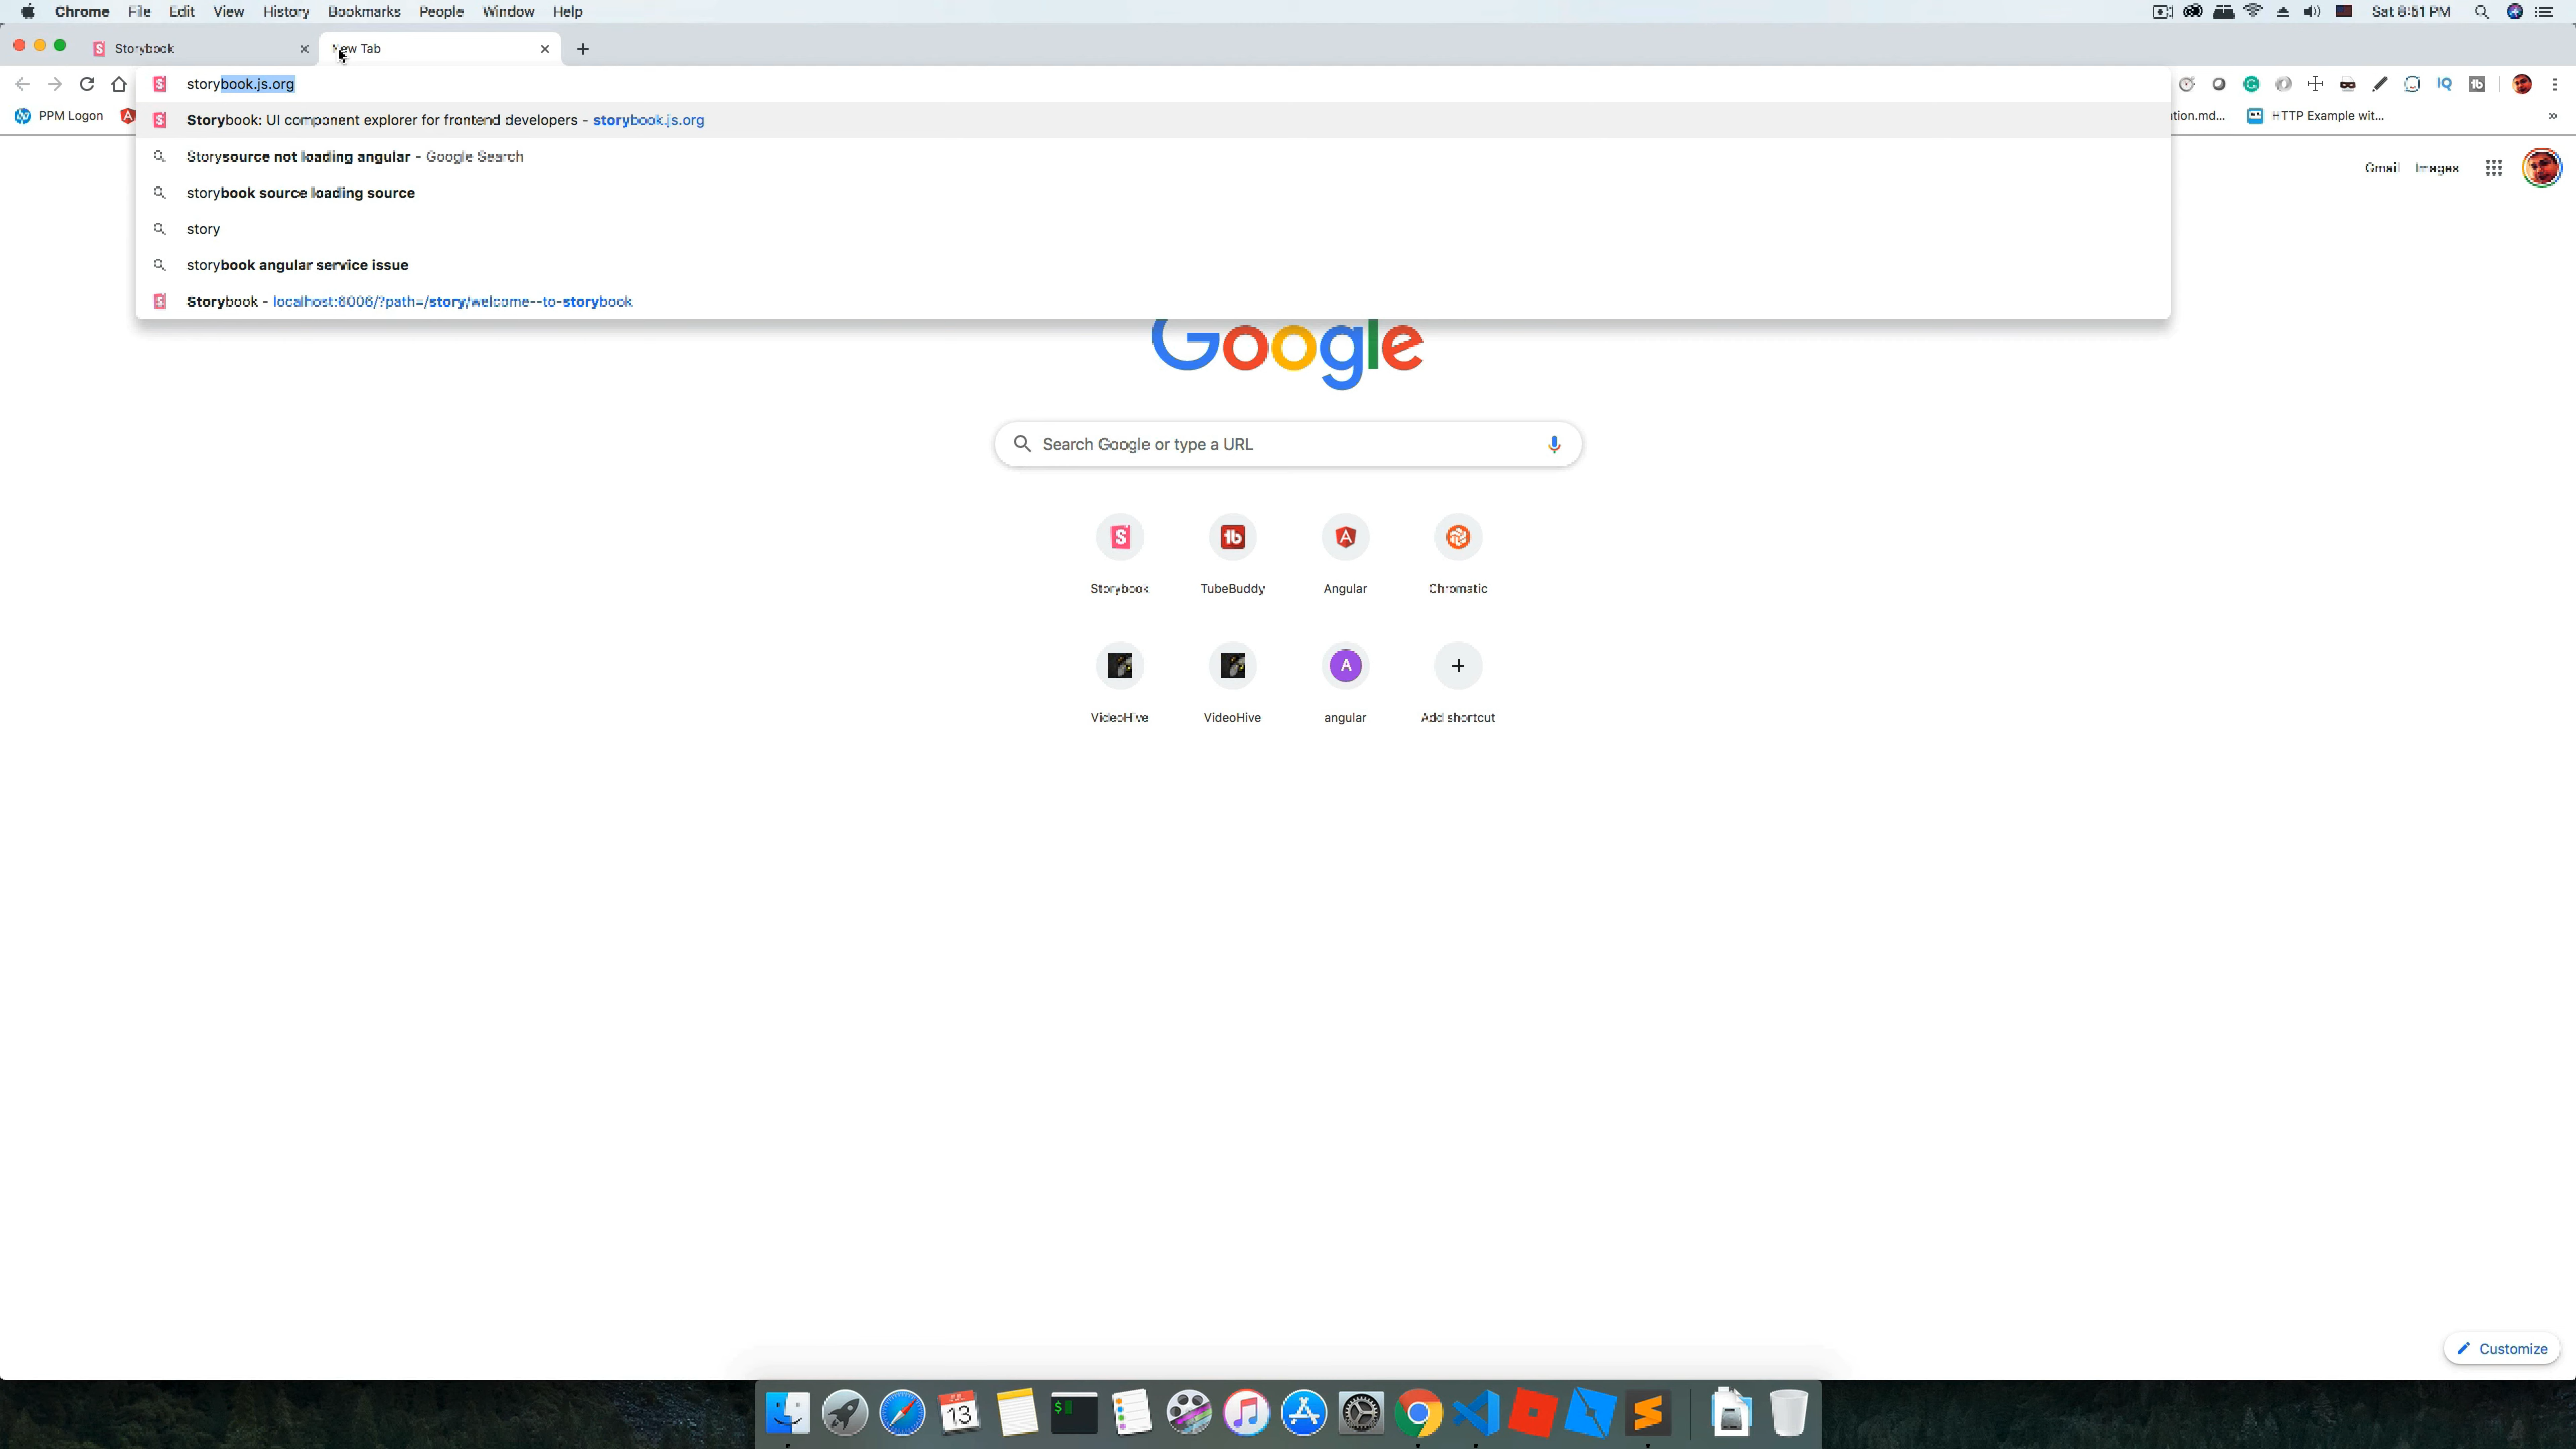 Chrome File Edit View History Bookmarks People Window Help Sat 8:51 PM
Storybook New Tab
storybook.js.org
PPM Logon
Storybook: UI component explorer for frontend developers - storybook.js.org
tion.md... HTTP Example wit... »
Storysource not loading angular - Google Search
Gmail Images
storybook source loading source
story
storybook angular service issue
Storybook - localhost:6006/?path=/story/welcome--to-storybook
Google
Search Google or type a URL
Storybook TubeBuddy Angular Chromatic
A
VideoHive VideoHive angular Add shortcut
Customize
JUL
13